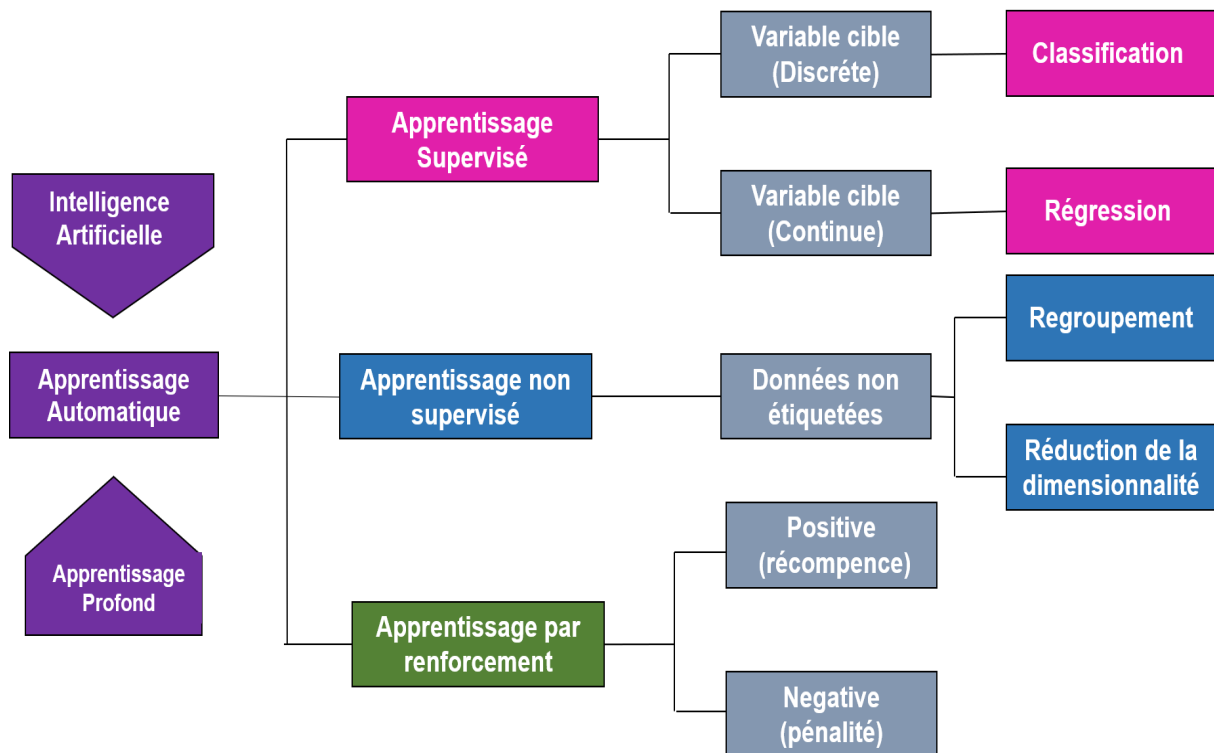 Intelligence
Artificielle
Apprentissage
Automatique
Apprentissage
Profond
Apprentissage
Supervisé
Variable cible
(Discréte)
Classification
Variable cible
(Continue)
Régression
Apprentissage non
supervisé
Données non
étiquetées
Regroupement
Réduction de la
dimensionnalité
Apprentissage par
renforcement
Positive
(récompence)
Negative
(pénalité)